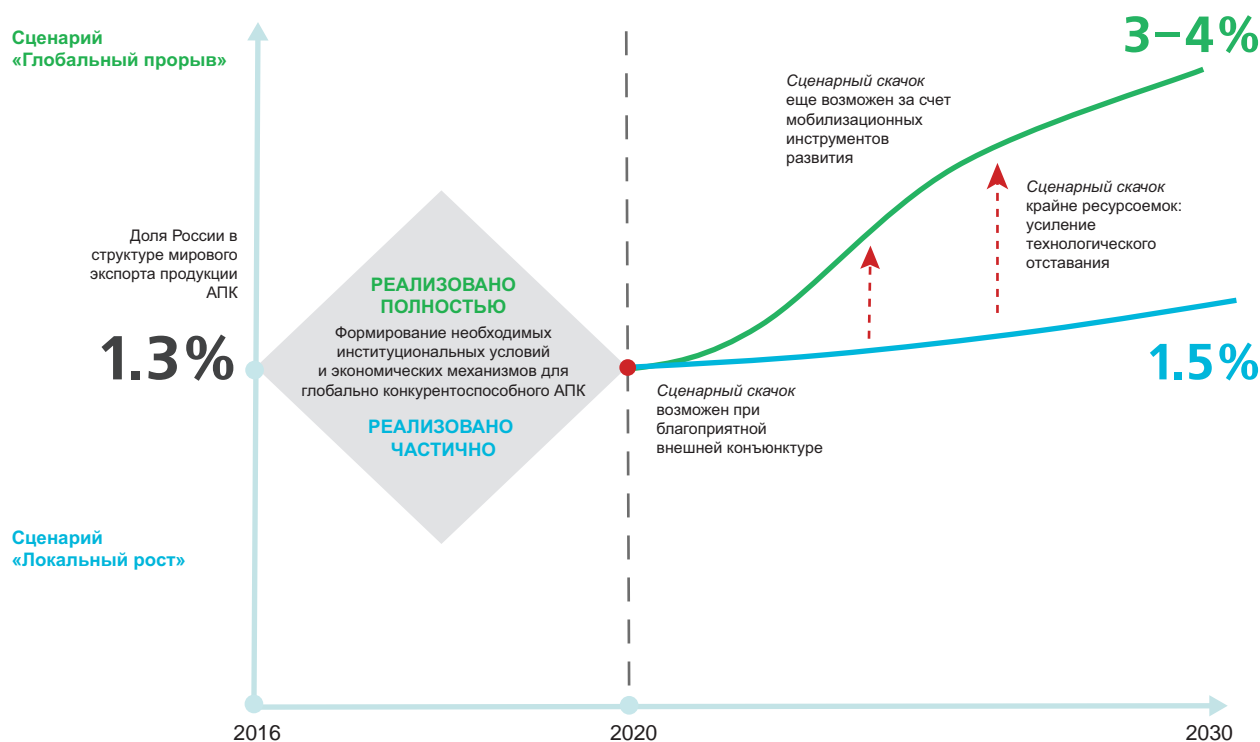 Сценарий
«Глобальный прорыв»
3–4%
Сценарный скачок
еще возможен за счет
мобилизационных
инструментов
развития
Сценарный скачок
крайне ресурсоемок:
усиление
технологического
отставания
Доля России в
структуре мирового
экспорта продукции
АПК
1.3%
РЕАЛИЗОВАНО
ПОЛНОСТЬЮ
Формирование необходимых
институциональных условий
и экономических механизмов для
глобально конкурентоспособного АПК
РЕАЛИЗОВАНО
ЧАСТИЧНО
1.5%
Сценарный скачок
возможен при
благоприятной
внешней конъюнктуре
Сценарий
«Локальный рост»
2016
2020
2030